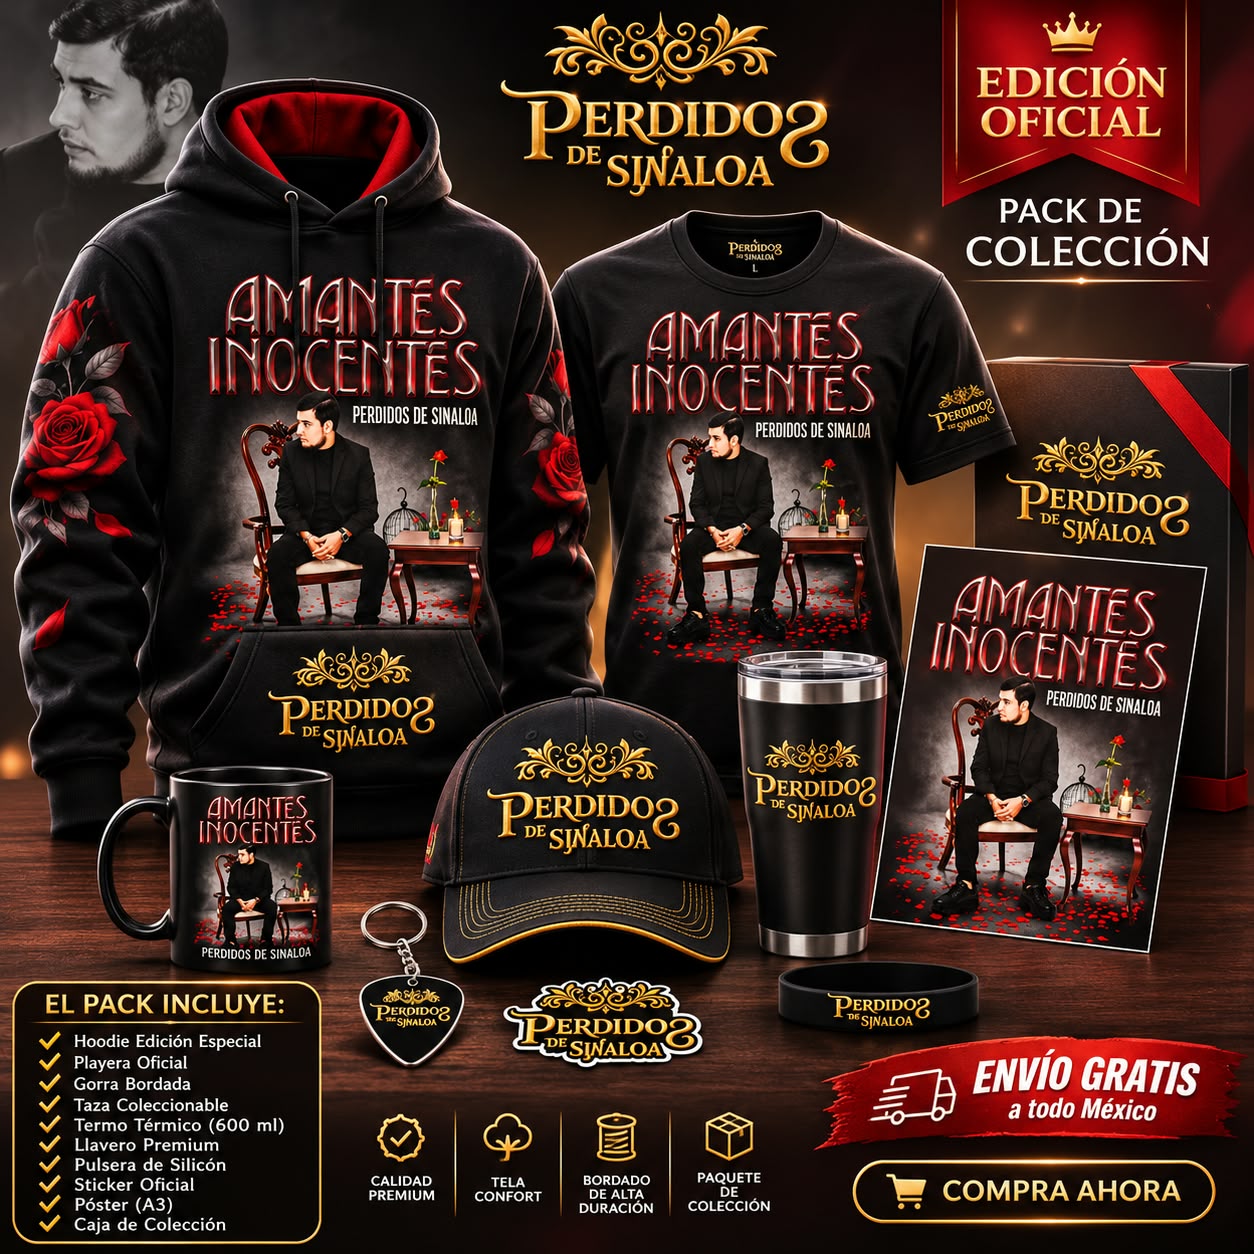 PERDIDOS
DE SINALOA
EDICIÓN
OFICIAL
PACK DE
COLECCIÓN
AMANTES
INOCENTES
PERDIDOS DE SINALOA
PERDIDOS
DE SINALOA
PERDIDOS
DE SINALOA
L
AMANTES
INOCENTES
PERDIDOS DE SINALOA
PERDIDOS
DE SINALOA
PERDIDOS
DE SINALOA
AMANTES
INOCENTES
PERDIDOS DE SINALOA
AMANTES
INOCENTES
PERDIDOS DE SINALOA
PERDIDOS
DE SINALOA
PERDIDOS
DE SINALOA
PERDIDOS
DE SINALOA
PERDIDOS
DE SINALOA
PERDIDOS
DE SINALOA
EL PACK INCLUYE:
Hoodie Edición Especial
Playera Oficial
Gorra Bordada
Taza Coleccionable
Termo Térmico (600 ml)
Llavero Premium
Pulsera de Silicón
Sticker Oficial
Póster (A3)
Caja de Colección
CALIDAD
PREMIUM
TELA
CONFORT
BORDADO
DE ALTA
DURACIÓN
PAQUETE
DE
COLECCIÓN
ENVÍO GRATIS
a todo México
COMPRA AHORA